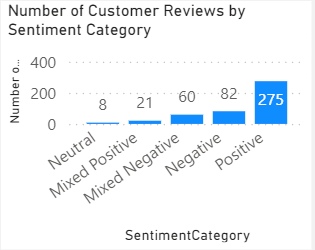 Number of Customer Reviews by
Sentiment Category
Number o...
400
200
0
8
21
60
82
275
Neutral
Mixed Positive
Mixed Negative
Negative
Positive
SentimentCategory